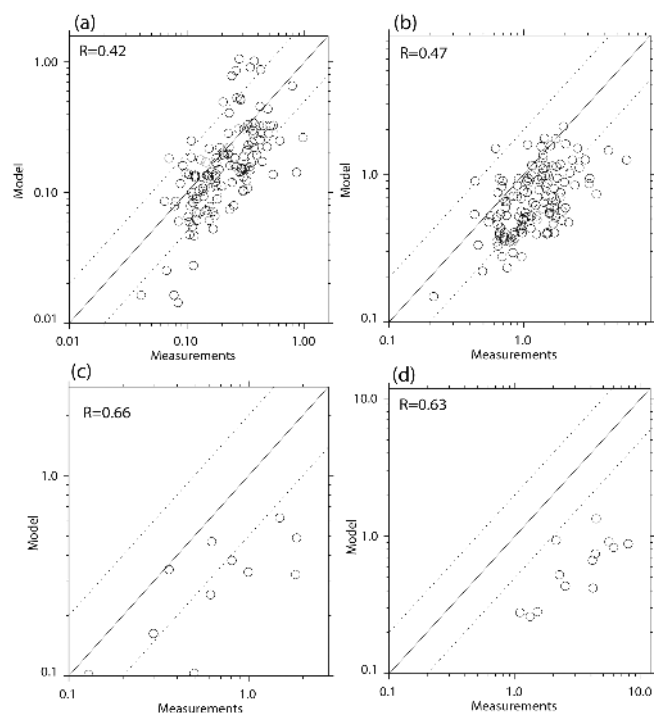 (a)
R=0.42
1.00
0.10
0.01
Model
0.01
0.10
1.00
Measurements
(b)
R=0.47
1.0
0.1
Model
0.1
1.0
Measurements
(c)
R=0.66
1.0
0.1
Model
0.1
1.0
Measurements
(d)
R=0.63
10.0
1.0
0.1
Model
0.1
1.0
10.0
Measurements